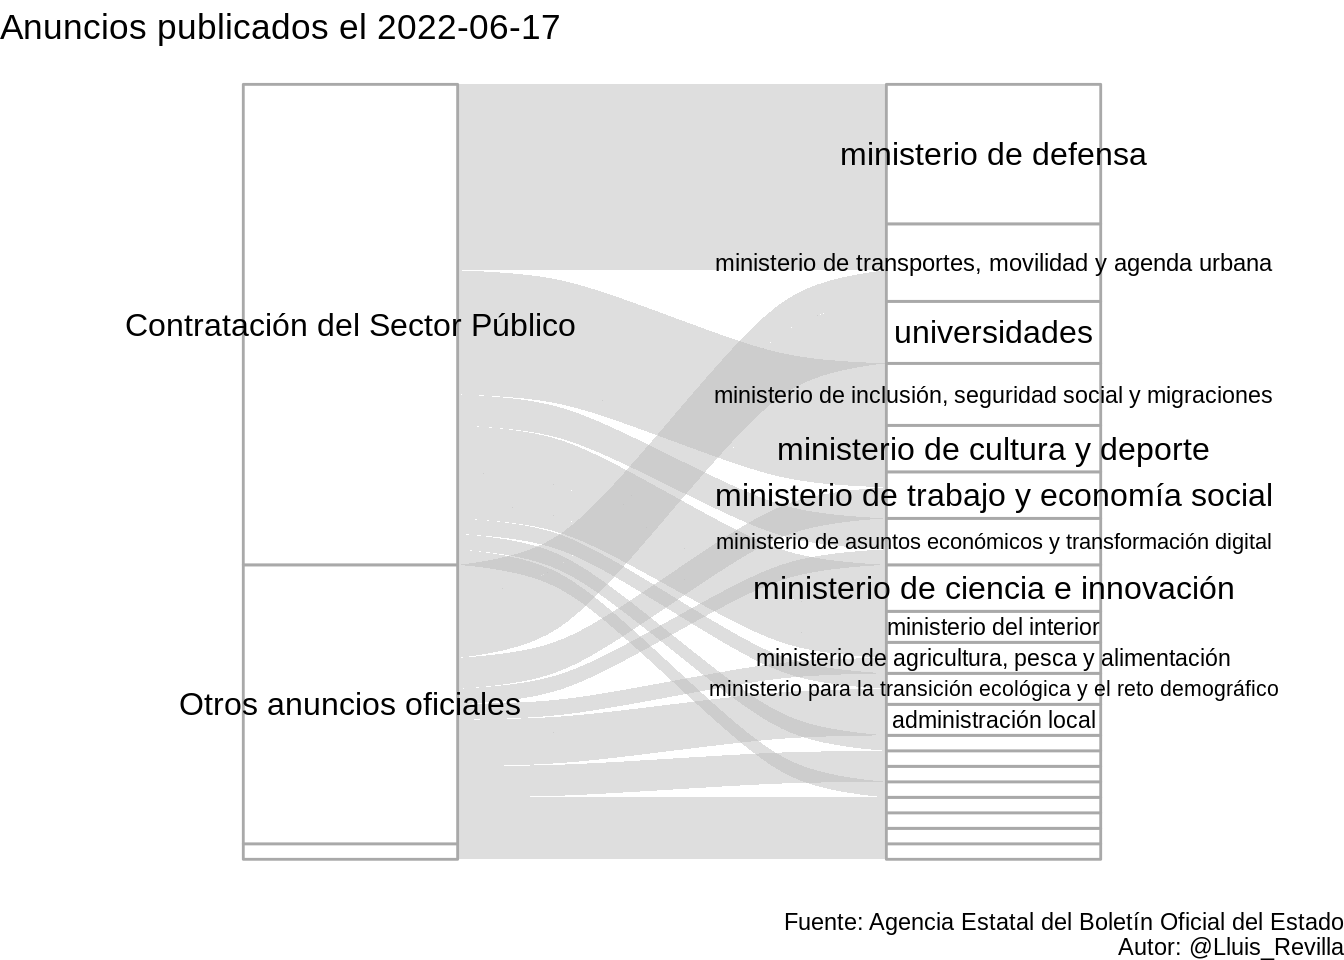 Anuncios publicados el 2022-06-17
Contratación del Sector Público
Otros anuncios oficiales
ministerio de defensa
ministerio de transportes, movilidad y agenda urbana
universidades
ministerio de inclusión, seguridad social y migraciones
ministerio de cultura y deporte
ministerio de trabajo y economía social
ministerio de asuntos económicos y transformación digital
ministerio de ciencia e innovación
ministerio del interior
ministerio de agricultura, pesca y alimentación
ministerio para la transición ecológica y el reto demográfico
administración local
Fuente: Agencia Estatal del Boletín Oficial del Estado
Autor: @Lluis_Revilla